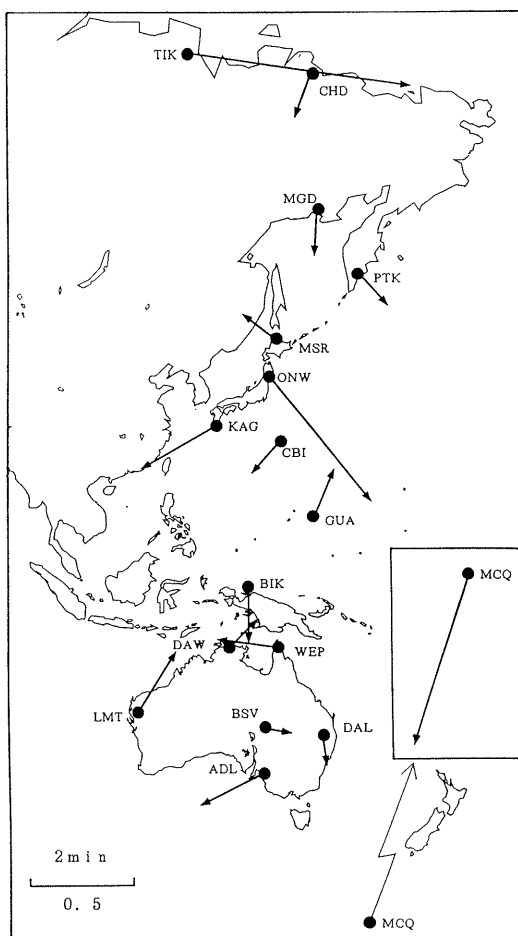 TIK
CHD
MGD
PTK
MSR
ONW
KAG
CBI
GUA
BIK
MCQ
DAW
WEP
LMT
BSV
DAL
ADL
2min
0.5
MCQ